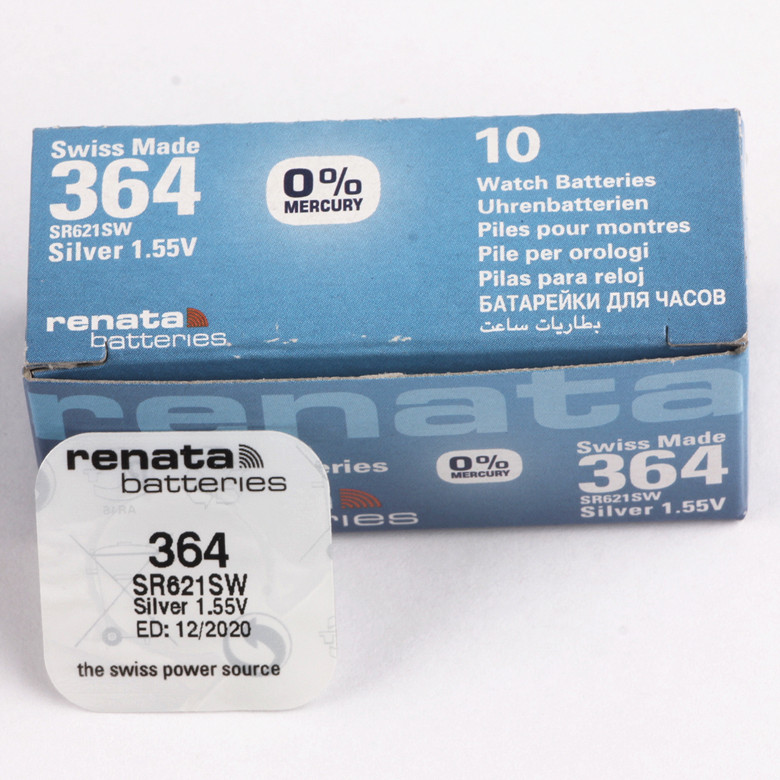 Swiss Made
364
SR621SW
Silver 1.55V
0%
MERCURY
10
Watch Batteries
Uhrenbatterien
Piles pour montres
Pile per orologi
Pilas para reloj
БАТАРЕЙКИ ДЛЯ ЧАСОВ
بطاريات ساعت
renata
batteries
renata
0%
MERCURY
Swiss Made
364
SR621SW
Silver 1.55V
renata
batteries
364
SR621SW
Silver 1.55V
ED: 12/2020
the swiss power source